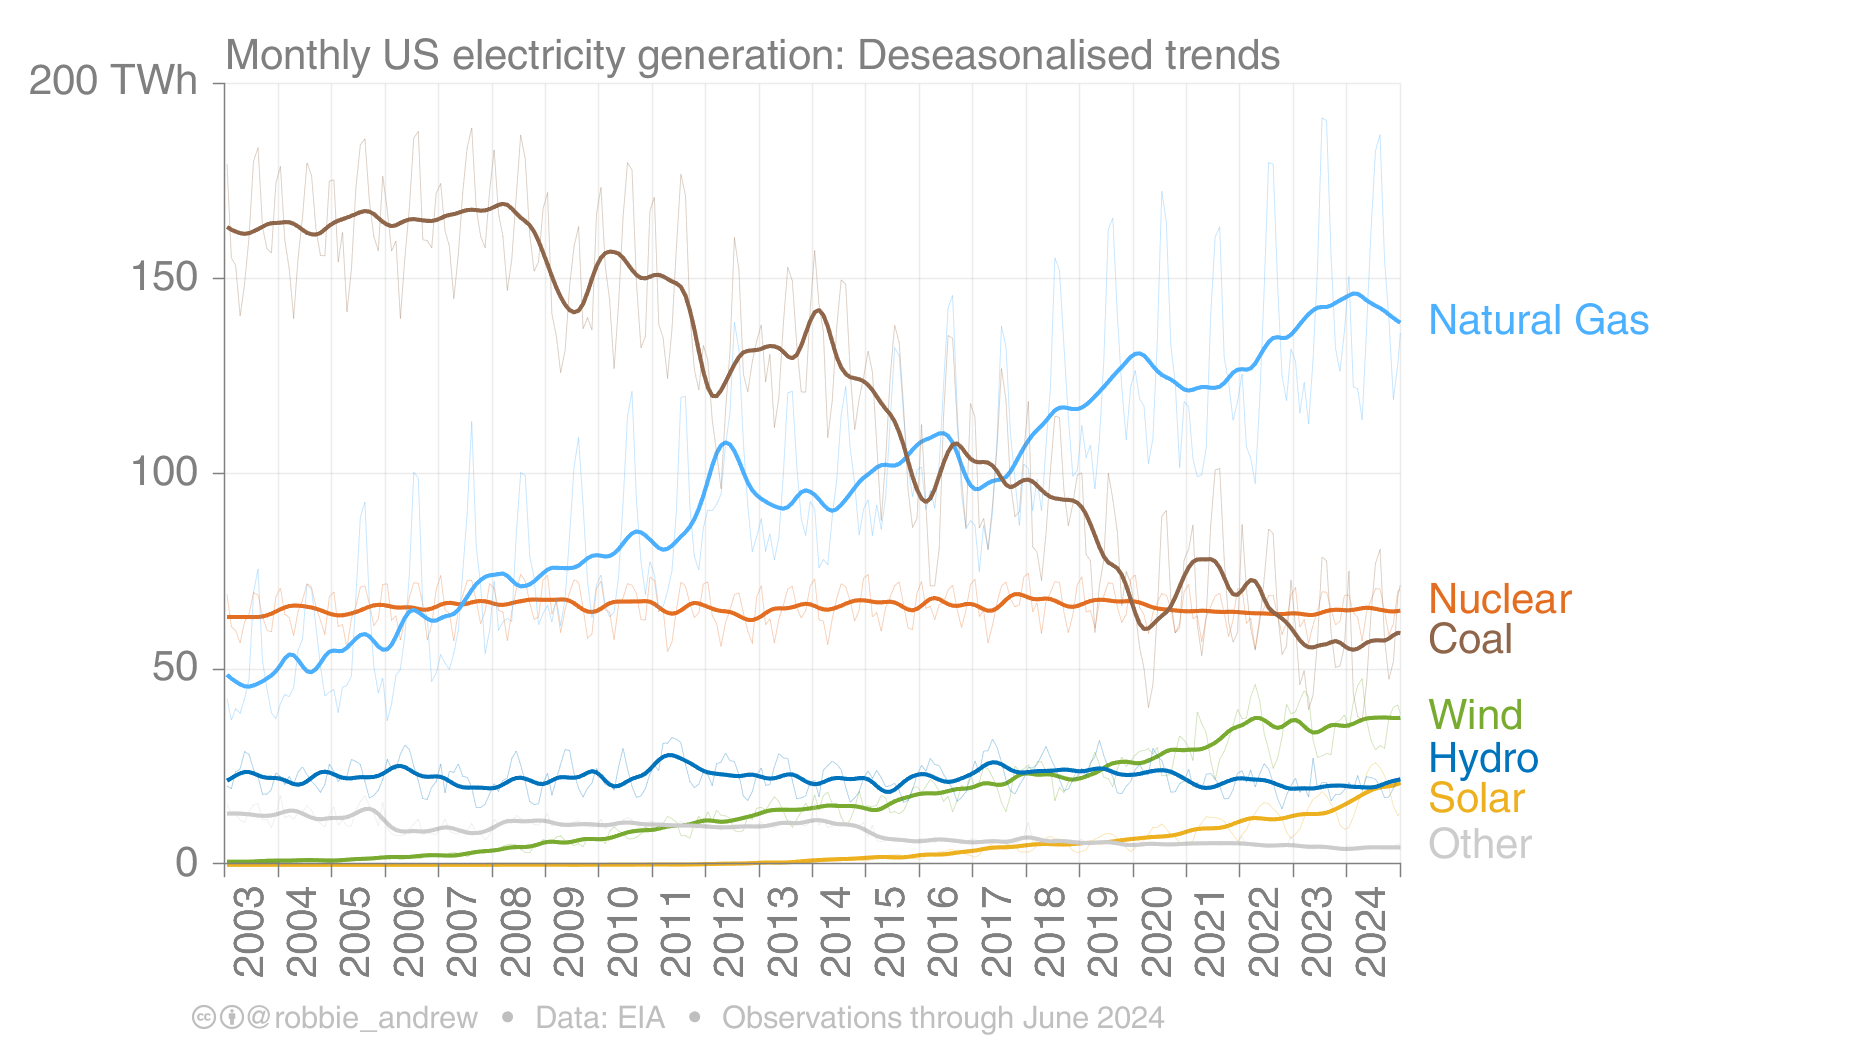 Monthly US electricity generation: Deseasonalised trends
200 TWh
150
100
50
0
Natural Gas
Nuclear
Coal
Wind
Hydro
Solar
Other
2003 2004 2005 2006 2007 2008 2009 2010 2011 2012 2013 2014 2015 2016 2017 2018 2019 2020 2021 2022 2023 2024
cc @robbie_andrew • Data: EIA • Observations through June 2024